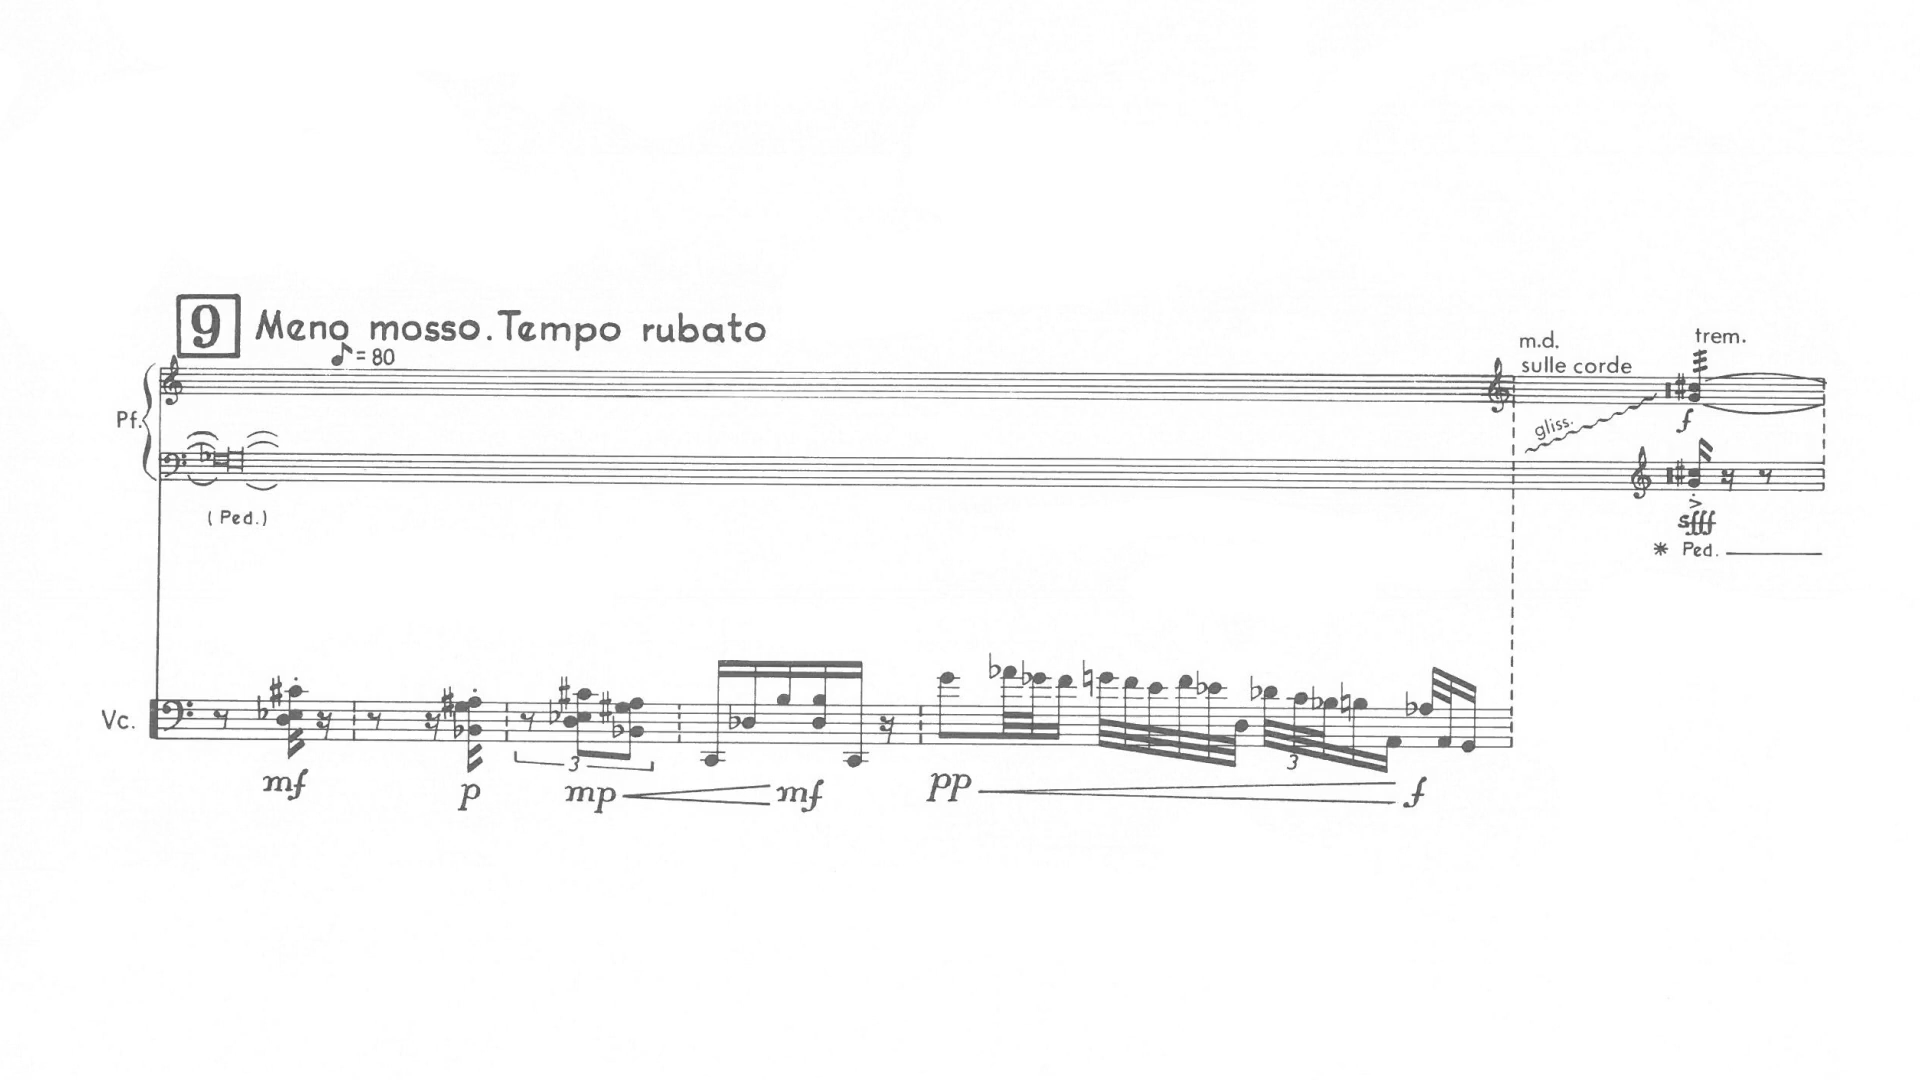 9 Meno mosso. Tempo rubato
♪ = 80
m.d.
sulle corde
trem.
Pf.
gliss.
f
(Ped.)
sfff
* Ped.
Vc.
3
3
mf p mp mf pp f